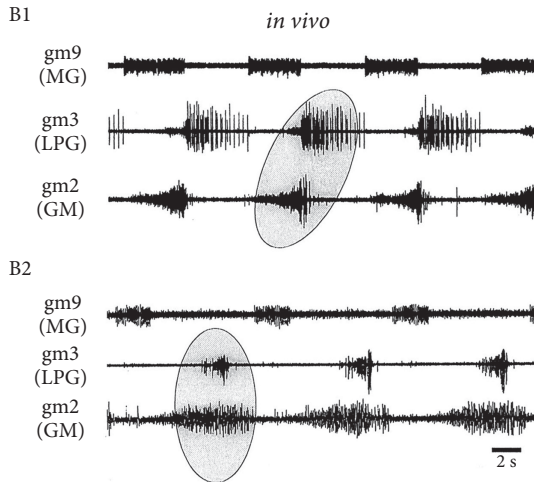 B1
in vivo
gm9
(MG)
gm3
(LPG)
gm2
(GM)
B2
gm9
(MG)
gm3
(LPG)
gm2
(GM)
2 s